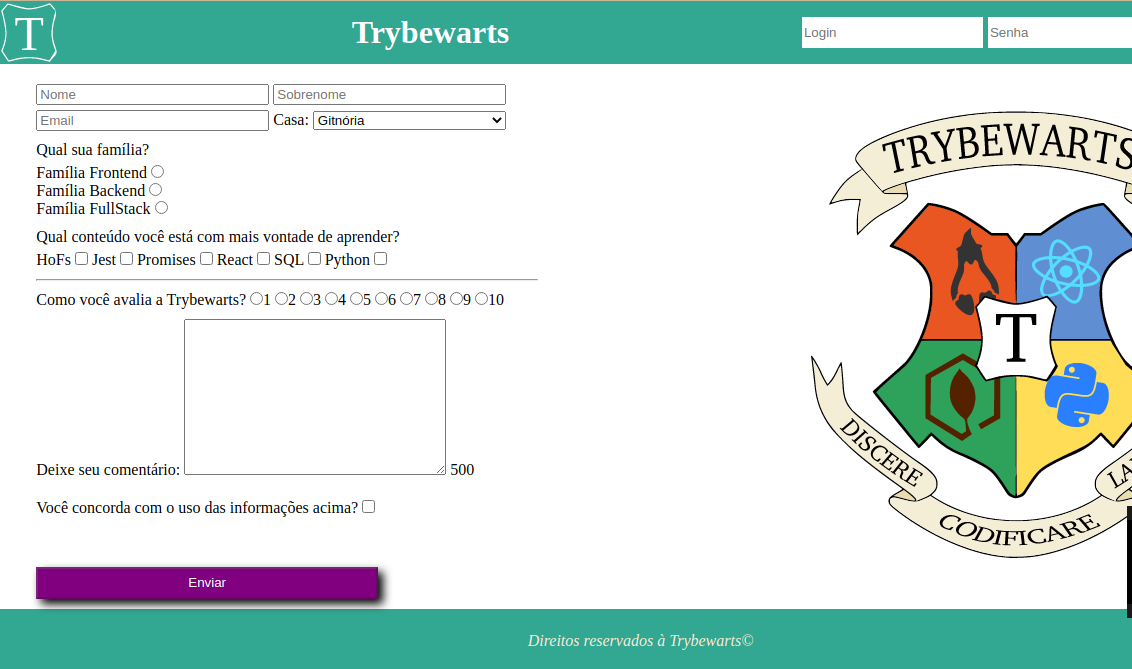 T
Trybewarts
Login
Senha
Nome
Sobrenome
Email
Casa: Gitnória
Qual sua família?
Família Frontend
Família Backend
Família FullStack
Qual conteúdo você está com mais vontade de aprender?
HoFs Jest Promises React SQL Python
Como você avalia a Trybewarts? 1 2 3 4 5 6 7 8 9 10
Deixe seu comentário: 500
Você concorda com o uso das informações acima?
Enviar
TRYBEWARTS
T
DISCERE
LA
CODIFICARE
Direitos reservados à Trybewarts©